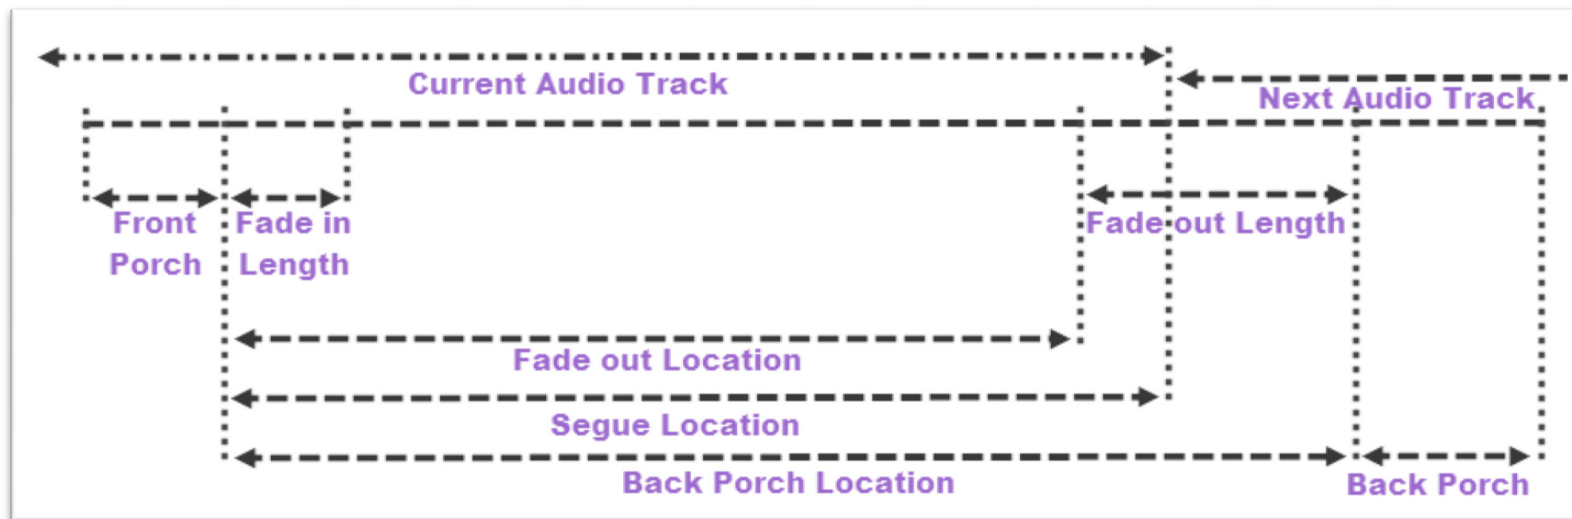 Current Audio Track
Next Audio Track
Front
Porch
Fade in
Length
Fade out Length
Fade out Location
Segue Location
Back Porch Location
Back Porch